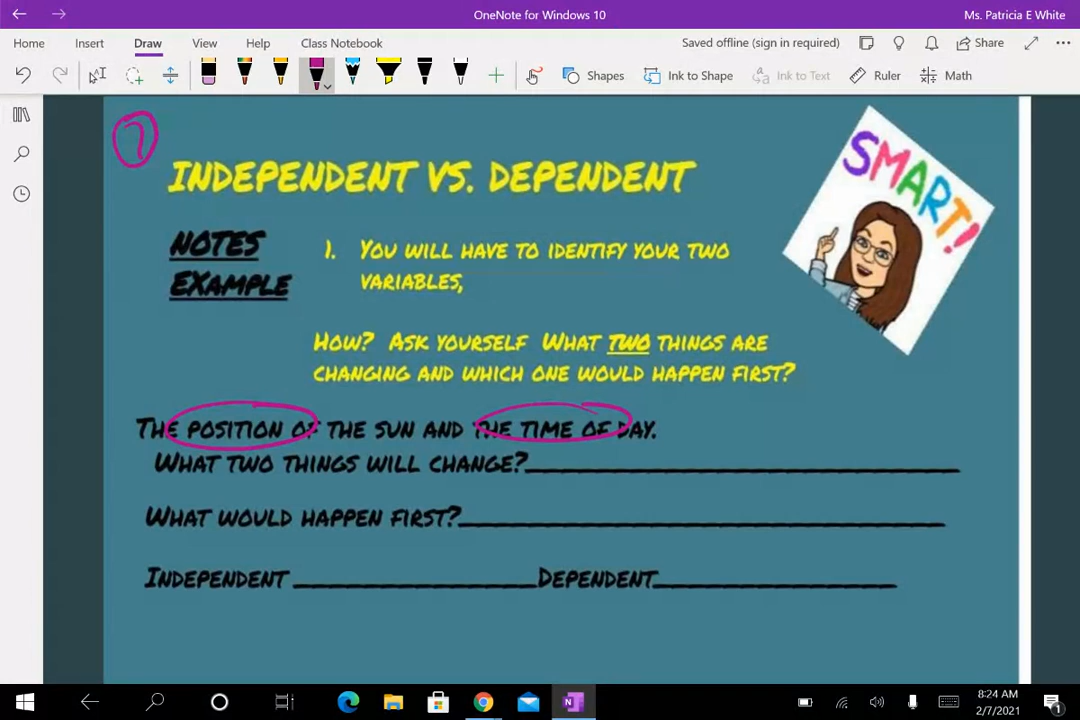 OneNote for Windows 10
Ms. Patricia E White
Home Insert Draw View Help Class Notebook
Saved offline (sign in required)
Share
Shapes
Ink to Shape
Ink to Text
Ruler
Math
7
INDEPENDENT VS. DEPENDENT
SMART!
NOTES
EXAMPLE
1. YOU WILL HAVE TO IDENTIFY YOUR TWO
VARIABLES,
HOW? ASK YOURSELF WHAT TWO THINGS ARE
CHANGING AND WHICH ONE WOULD HAPPEN FIRST?
THE POSITION OF THE SUN AND THE TIME OF DAY.
WHAT TWO THINGS WILL CHANGE?
WHAT WOULD HAPPEN FIRST?
INDEPENDENT DEPENDENT
8:24 AM
2/7/2021
1